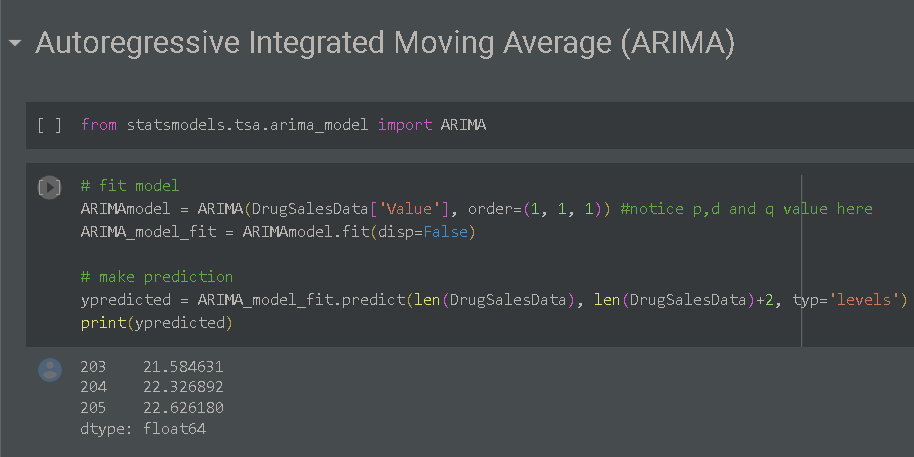 Autoregressive Integrated Moving Average (ARIMA)
[ ] from statsmodels.tsa.arima_model import ARIMA
[ ] # fit model
ARIMAmodel = ARIMA(DrugSalesData['Value'], order=(1, 1, 1)) #notice p,d and q value here
ARIMA_model_fit = ARIMAmodel.fit(disp=False)
# make prediction
ypredicted = ARIMA_model_fit.predict(len(DrugSalesData), len(DrugSalesData)+2, typ='levels')
print(ypredicted)
203 21.584631
204 22.326892
205 22.626180
dtype: float64